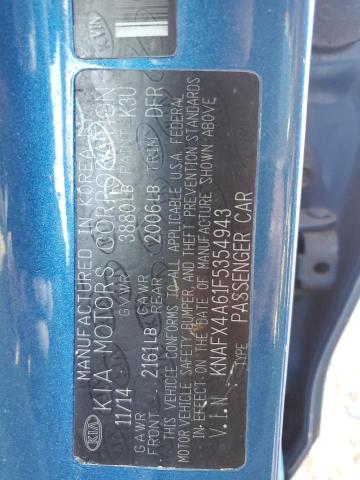 KIA
MANUFACTURED IN KOREA BY
KIA MOTORS CORPORATION
11/14 GVWR 3880LB PAINT K3U
GAWR FRONT 2161LB GAWR REAR 2006LB TRIM DFR
THIS VEHICLE CONFORMS TO ALL APPLICABLE U.S.A. FEDERAL
MOTOR VEHICLE SAFETY, BUMPER, AND THEFT PREVENTION STANDARDS
IN EFFECT ON THE DATE OF MANUFACTURE SHOWN ABOVE
V.I.N KNAFX4A61F5354943
TYPE PASSENGER CAR